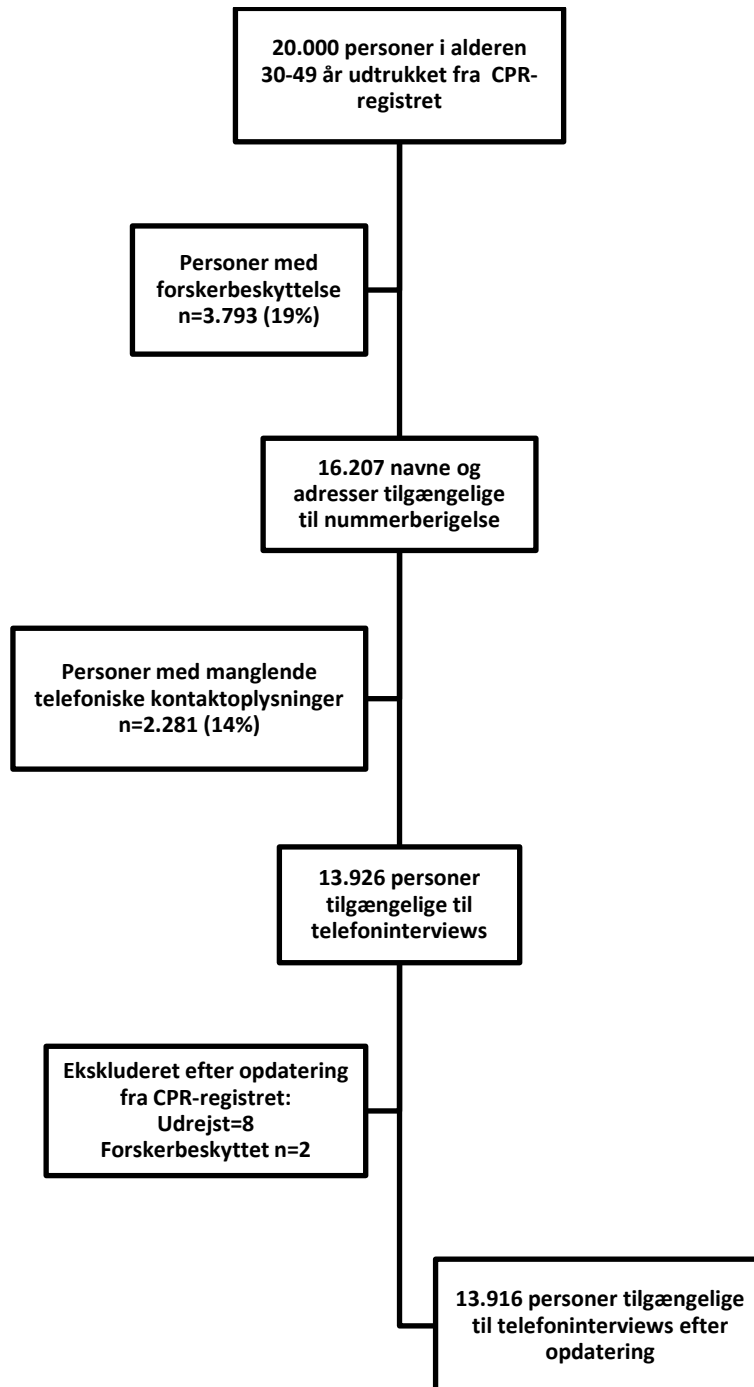 20.000 personer i alderen
30-49 år udtrukket fra CPR-
registret
Personer med
forskerbeskyttelse
n=3.793 (19%)
16.207 navne og
adresser tilgængelige
til nummerberigelse
Personer med manglende
telefoniske kontaktoplysninger
n=2.281 (14%)
13.926 personer
tilgængelige til
telefoninterviews
Ekskluderet efter opdatering
fra CPR-registret:
Udrejst=8
Forskerbeskyttet n=2
13.916 personer tilgængelige
til telefoninterviews efter
opdatering